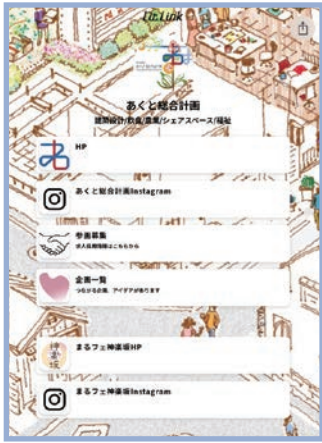 lit.link
あくと総合計画
建築設計/飲食/農業/シェアスペース/福祉
HP
あくと総合計画Instagram
参画募集
求人採用情報はこちらから
企画一覧
つながる企画、アイデアがあります
神楽坂
まるフェ神楽坂HP
まるフェ神楽坂Instagram